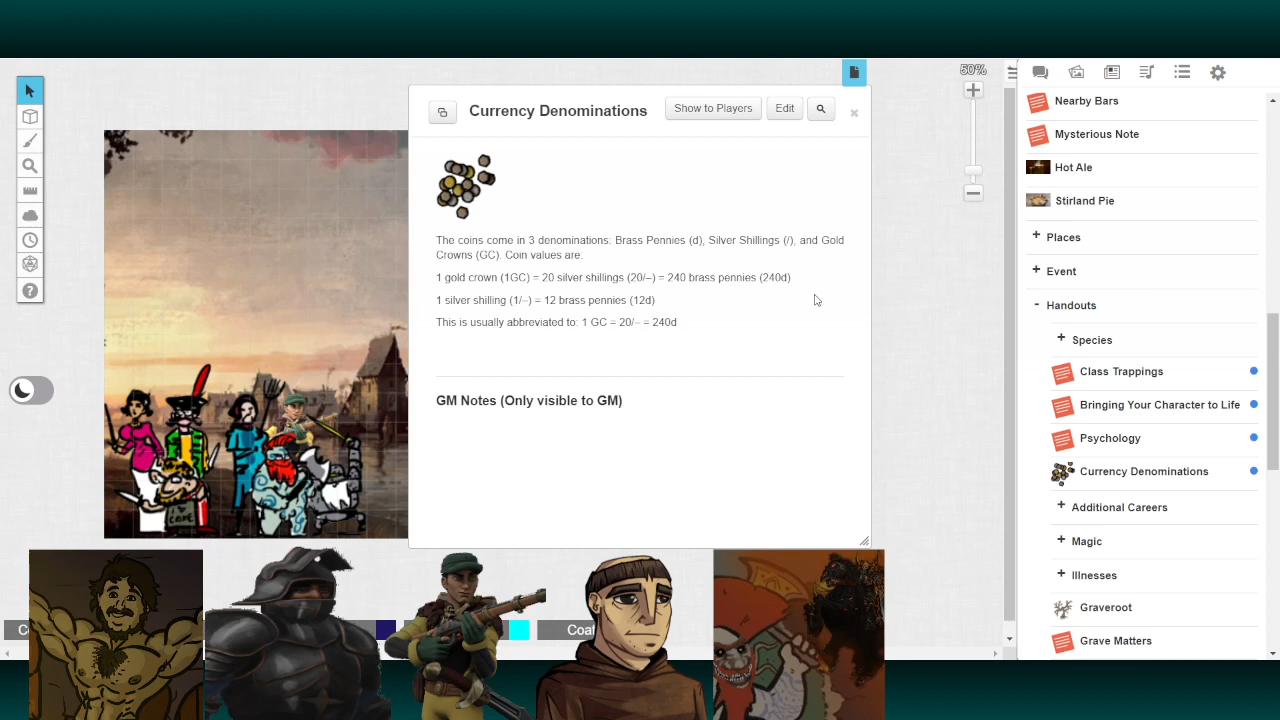 50%
Currency Denominations
Show to Players
Edit
The coins come in 3 denominations: Brass Pennies (d), Silver Shillings (/), and Gold
Crowns (GC). Coin values are.
1 gold crown (1GC) = 20 silver shillings (20/–) = 240 brass pennies (240d)
1 silver shilling (1/–) = 12 brass pennies (12d)
This is usually abbreviated to: 1 GC = 20/– = 240d
GM Notes (Only visible to GM)
Nearby Bars
Mysterious Note
Hot Ale
Stirland Pie
+ Places
+ Event
- Handouts
+ Species
Class Trappings
Bringing Your Character to Life
Psychology
Currency Denominations
+ Additional Careers
+ Magic
+ Illnesses
Graveroot
Grave Matters